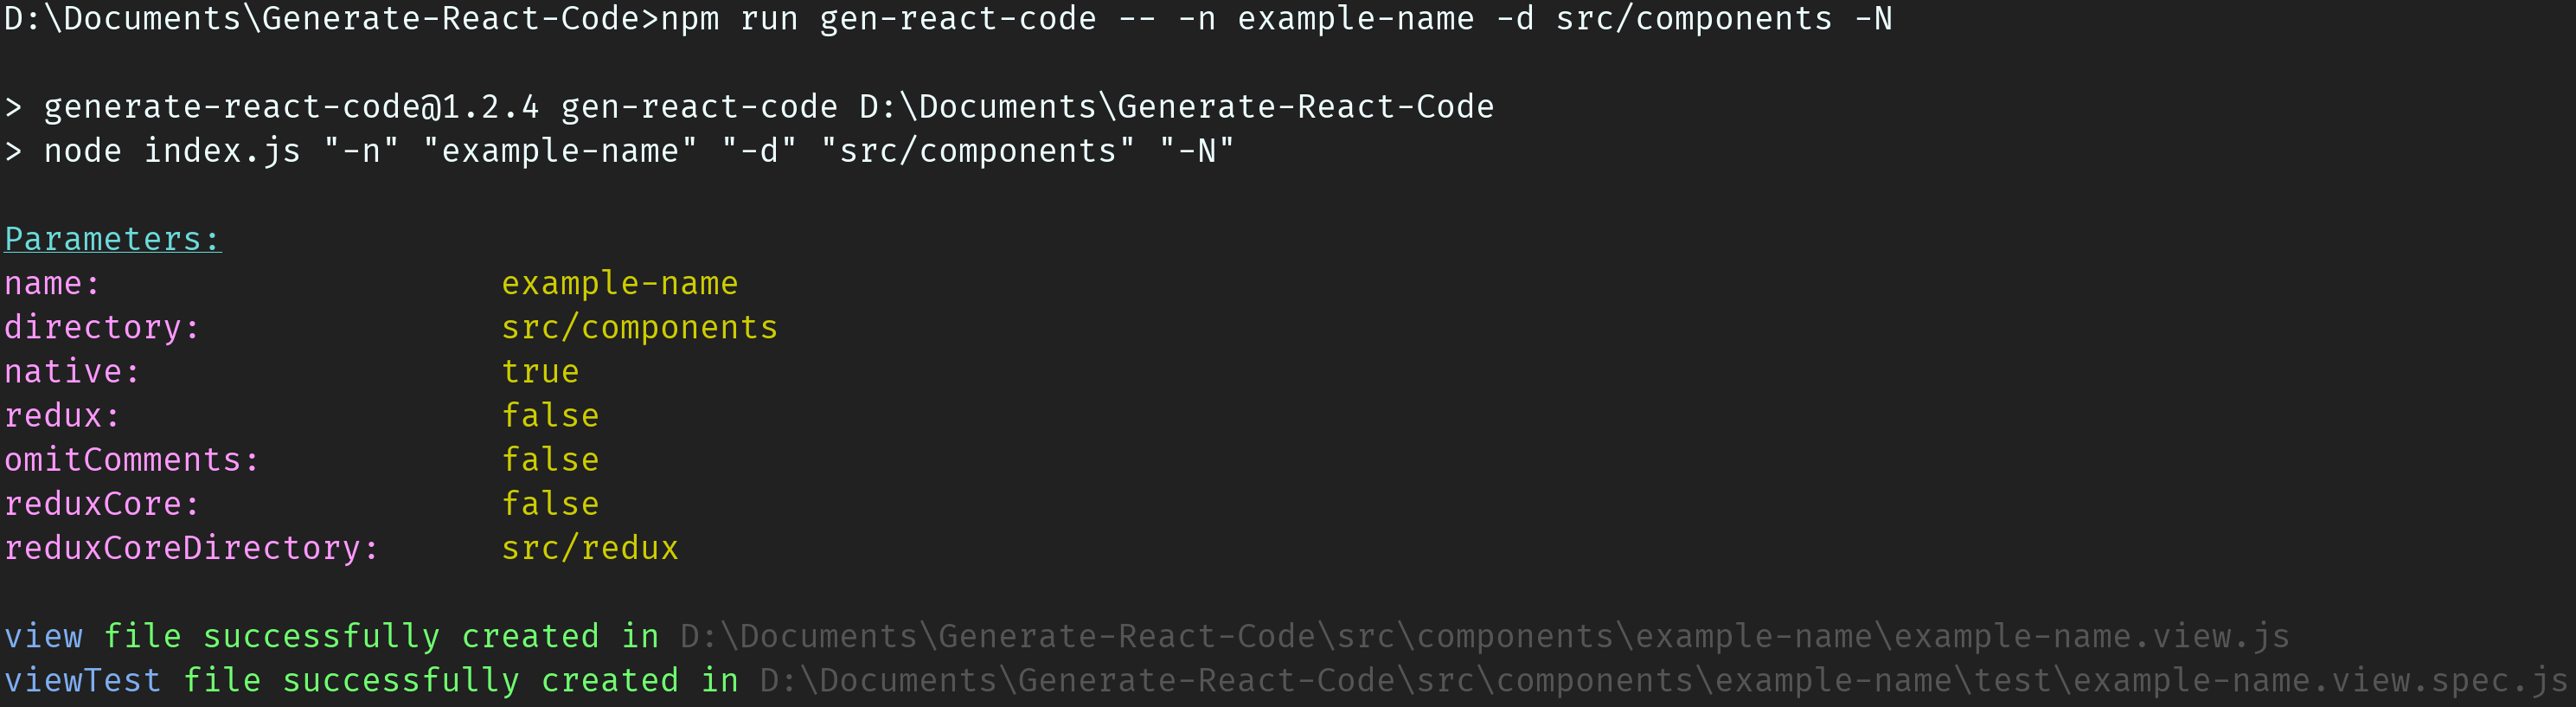 D:\Documents\Generate-React-Code>npm run gen-react-code -- -n example-name -d src/components -N
> generate-react-code@1.2.4 gen-react-code D:\Documents\Generate-React-Code
> node index.js "-n" "example-name" "-d" "src/components" "-N"
Parameters:
name: example-name
directory: src/components
native: true
redux: false
omitComments: false
reduxCore: false
reduxCoreDirectory: src/redux
view file successfully created in D:\Documents\Generate-React-Code\src\components\example-name\example-name.view.js
viewTest file successfully created in D:\Documents\Generate-React-Code\src\components\example-name\test\example-name.view.spec.js